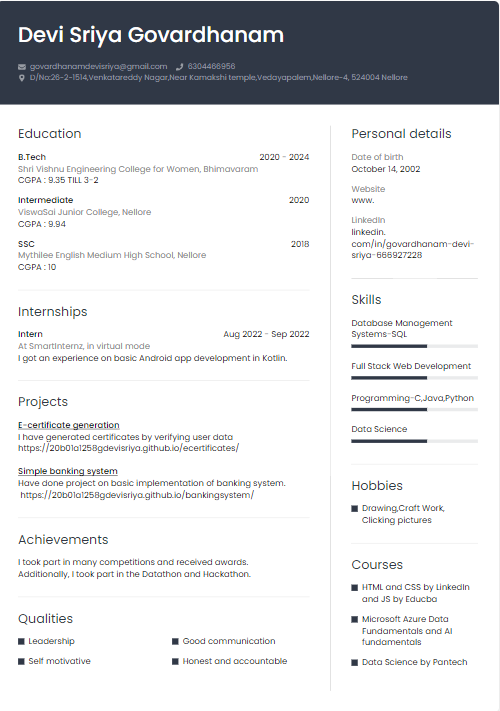 Devi Sriya Govardhanam
govardhanamdevisriya@gmail.com 6304466956
D/No:26-2-1514,Venkatareddy Nagar,Near Kamakshi temple,Vedayapalem,Nellore-4, 524004 Nellore
Education
B.Tech 2020 - 2024
Shri Vishnu Engineering College for Women, Bhimavaram
CGPA : 9.35 TILL 3-2
Intermediate 2020
ViswaSai Junior College, Nellore
CGPA : 9.94
SSC 2018
Mythilee English Medium High School, Nellore
CGPA : 10
Internships
Intern Aug 2022 - Sep 2022
At SmartInternz, in virtual mode
I got an experience on basic Android app development in Kotlin.
Projects
E-certificate generation
I have generated certificates by verifying user data
https://20b01a1258gdevisriya.github.io/ecertificates/
Simple banking system
Have done project on basic implementation of banking system.
https://20b01a1258gdevisriya.github.io/bankingsystem/
Achievements
I took part in many competitions and received awards.
Additionally, I took part in the Datathon and Hackathon.
Qualities
Leadership Good communication
Self motivative Honest and accountable
Personal details
Date of birth
October 14, 2002
Website
www.
LinkedIn
linkedin.
com/in/govardhanam-devi-
sriya-666927228
Skills
Database Management
Systems-SQL
Full Stack Web Development
Programming-C,Java,Python
Data Science
Hobbies
Drawing,Craft Work,
Clicking pictures
Courses
HTML and CSS by LinkedIn
and JS by Educba
Microsoft Azure Data
Fundamentals and AI
fundamentals
Data Science by Pantech